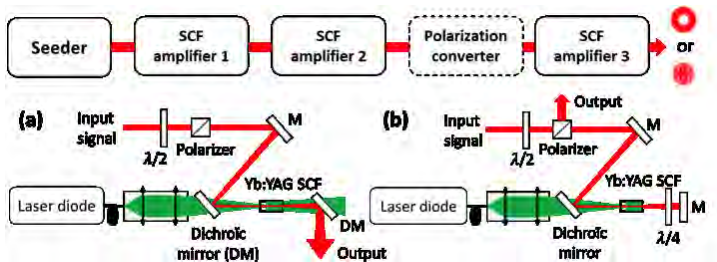 Seeder
SCF
amplifier 1
SCF
amplifier 2
Polarization
converter
SCF
amplifier 3
or
(a)
Input
signal
λ/2
Polarizer
M
Laser diode
Yb:YAG SCF
Dichroïc
mirror (DM)
DM
Output
(b)
Output
Input
signal
λ/2
Polarizer
M
Laser diode
Yb:YAG SCF
M
λ/4
Dichroïc
mirror